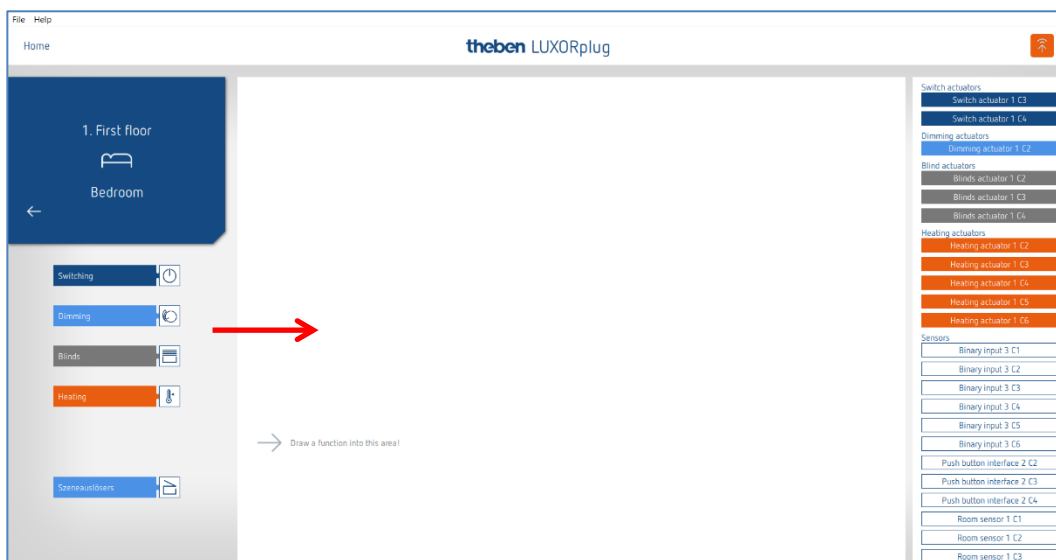 File Help
Home
theben LUXORplug
1. First floor
Bedroom
Switching
Dimming
Blinds
Heating
Szeneauslösers
Draw a function into this area!
Switch actuators
Switch actuator 1 C3
Switch actuator 1 C4
Dimming actuators
Dimming actuator 1 C2
Blind actuators
Blinds actuator 1 C2
Blinds actuator 1 C3
Blinds actuator 1 C4
Heating actuators
Heating actuator 1 C2
Heating actuator 1 C3
Heating actuator 1 C4
Heating actuator 1 C5
Heating actuator 1 C6
Sensors
Binary input 3 C1
Binary input 3 C2
Binary input 3 C3
Binary input 3 C4
Binary input 3 C5
Binary input 3 C6
Push button interface 2 C2
Push button interface 2 C3
Push button interface 2 C4
Room sensor 1 C1
Room sensor 1 C2
Room sensor 1 C3